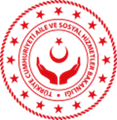 TÜRKİYE CUMHURİYETİ AİLE VE SOSYAL HİZMETLER BAKANLIĞI